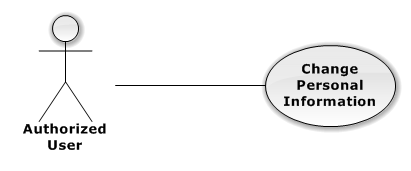 Authorized
User
Change
Personal
Information